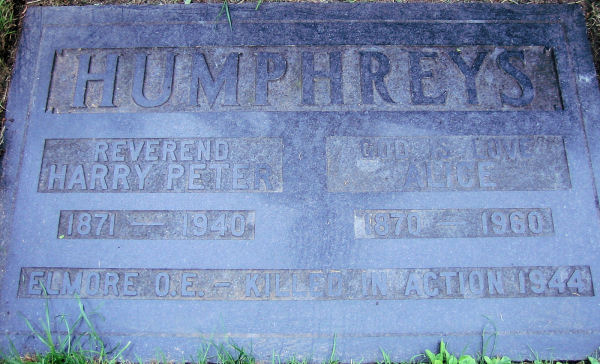 HUMPHREYS
REVEREND
HARRY PETER
1871 — 1940
GOD IS LOVE
ALICE
1870 — 1960
ELMORE O.E. — KILLED IN ACTION 1944